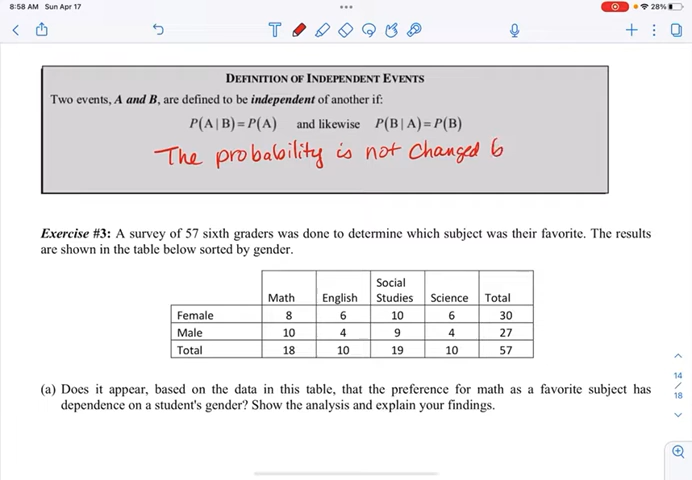 8:58 AM Sun Apr 17
28%
DEFINITION OF INDEPENDENT EVENTS
Two events, A and B, are defined to be independent of another if:
P(A | B) = P(A) and likewise P(B | A) = P(B)
The probability is not changed b
Exercise #3: A survey of 57 sixth graders was done to determine which subject was their favorite. The results
are shown in the table below sorted by gender.
Social
Math English Studies Science Total
Female 8 6 10 6 30
Male 10 4 9 4 27
Total 18 10 19 10 57
(a) Does it appear, based on the data in this table, that the preference for math as a favorite subject has
dependence on a student's gender? Show the analysis and explain your findings.
14
/
18